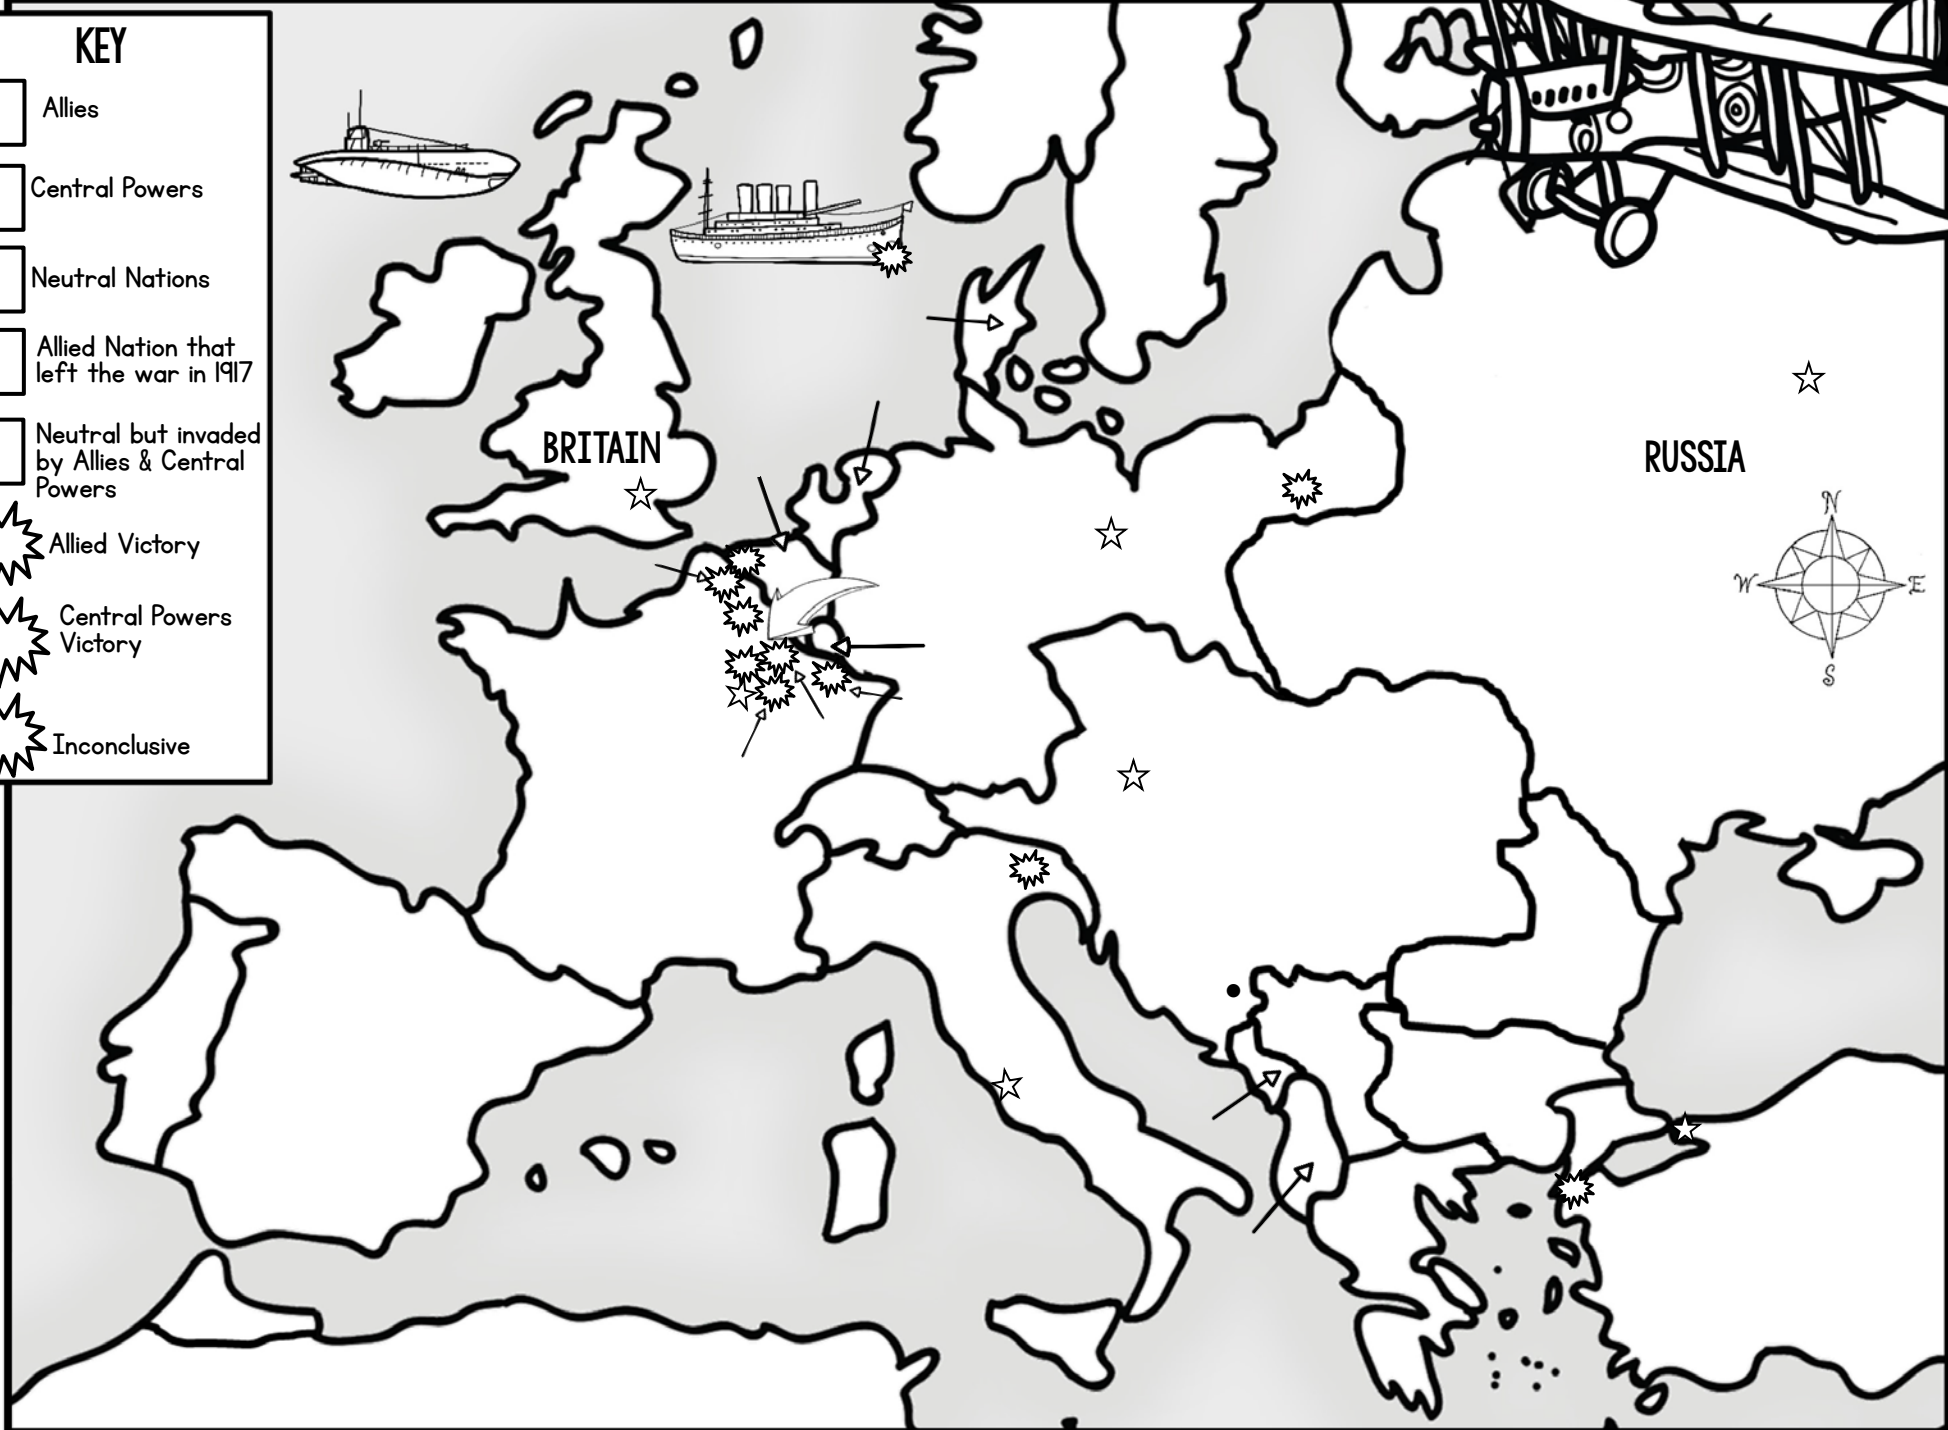 KEY
Allies
Central Powers
Neutral Nations
Allied Nation that
left the war in 1917
Neutral but invaded
by Allies & Central
Powers
Allied Victory
Central Powers
Victory
Inconclusive
BRITAIN
RUSSIA
N
W E
S